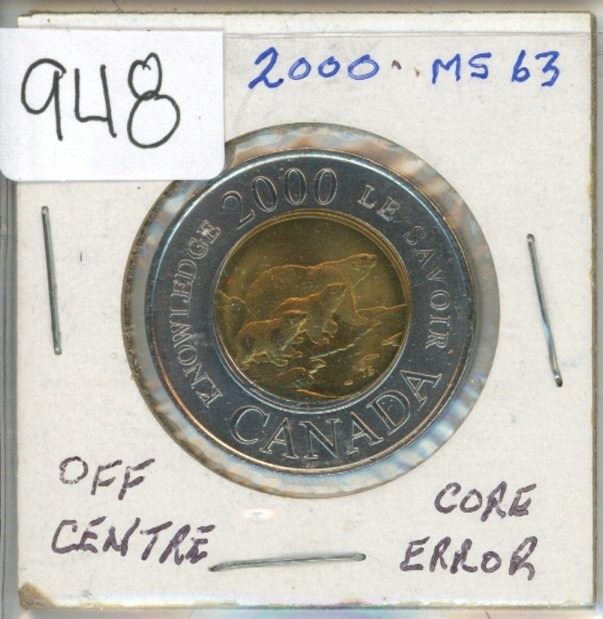 948
2000 MS 63
KNOWLEDGE 2000 LE SAVOIR
CANADA
OFF
CENTRE
CORE
ERROR